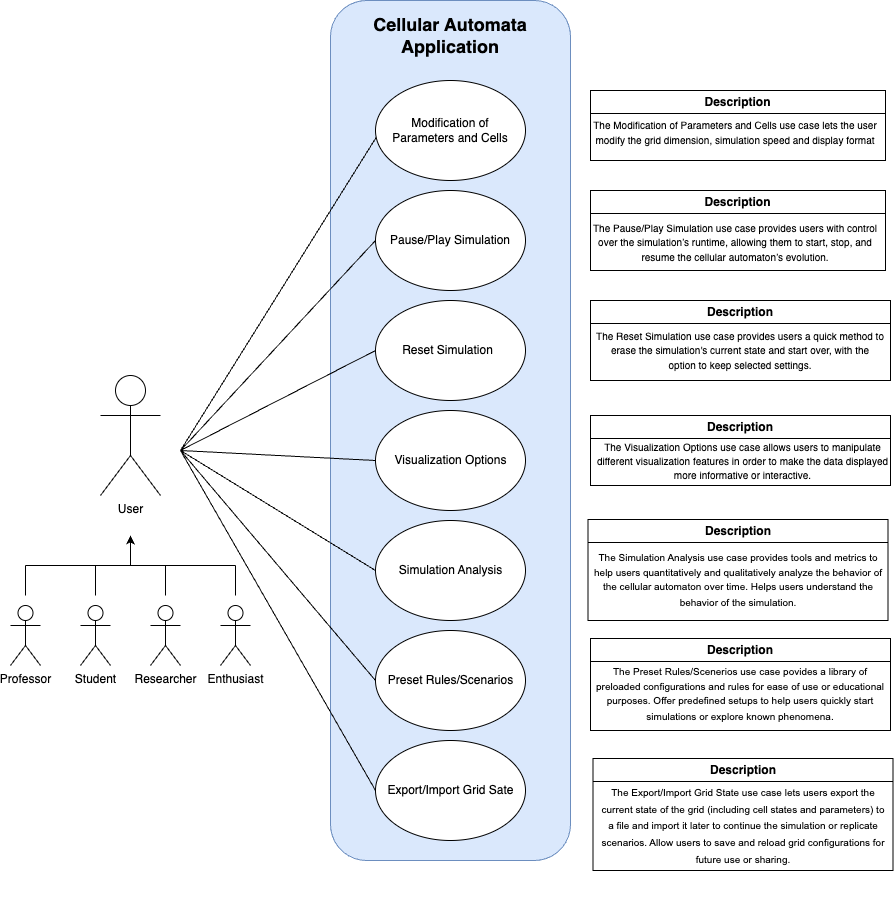 Cellular Automata
Application
Modification of
Parameters and Cells
Pause/Play Simulation
Reset Simulation
Visualization Options
Simulation Analysis
Preset Rules/Scenarios
Export/Import Grid Sate
User
Professor
Student
Researcher
Enthusiast
Description
The Modification of Parameters and Cells use case lets the user
modify the grid dimension, simulation speed and display format
Description
The Pause/Play Simulation use case provides users with control
over the simulation's runtime, allowing them to start, stop, and
resume the cellular automaton's evolution.
Description
The Reset Simulation use case provides users a quick method to
erase the simulation's current state and start over, with the
option to keep selected settings.
Description
The Visualization Options use case allows users to manipulate
different visualization features in order to make the data displayed
more informative or interactive.
Description
The Simulation Analysis use case provides tools and metrics to
help users quantitatively and qualitatively analyze the behavior of
the cellular automaton over time. Helps users understand the
behavior of the simulation.
Description
The Preset Rules/Scenerios use case povides a library of
preloaded configurations and rules for ease of use or educational
purposes. Offer predefined setups to help users quickly start
simulations or explore known phenomena.
Description
The Export/Import Grid State use case lets users export the
current state of the grid (including cell states and parameters) to
a file and import it later to continue the simulation or replicate
scenarios. Allow users to save and reload grid configurations for
future use or sharing.